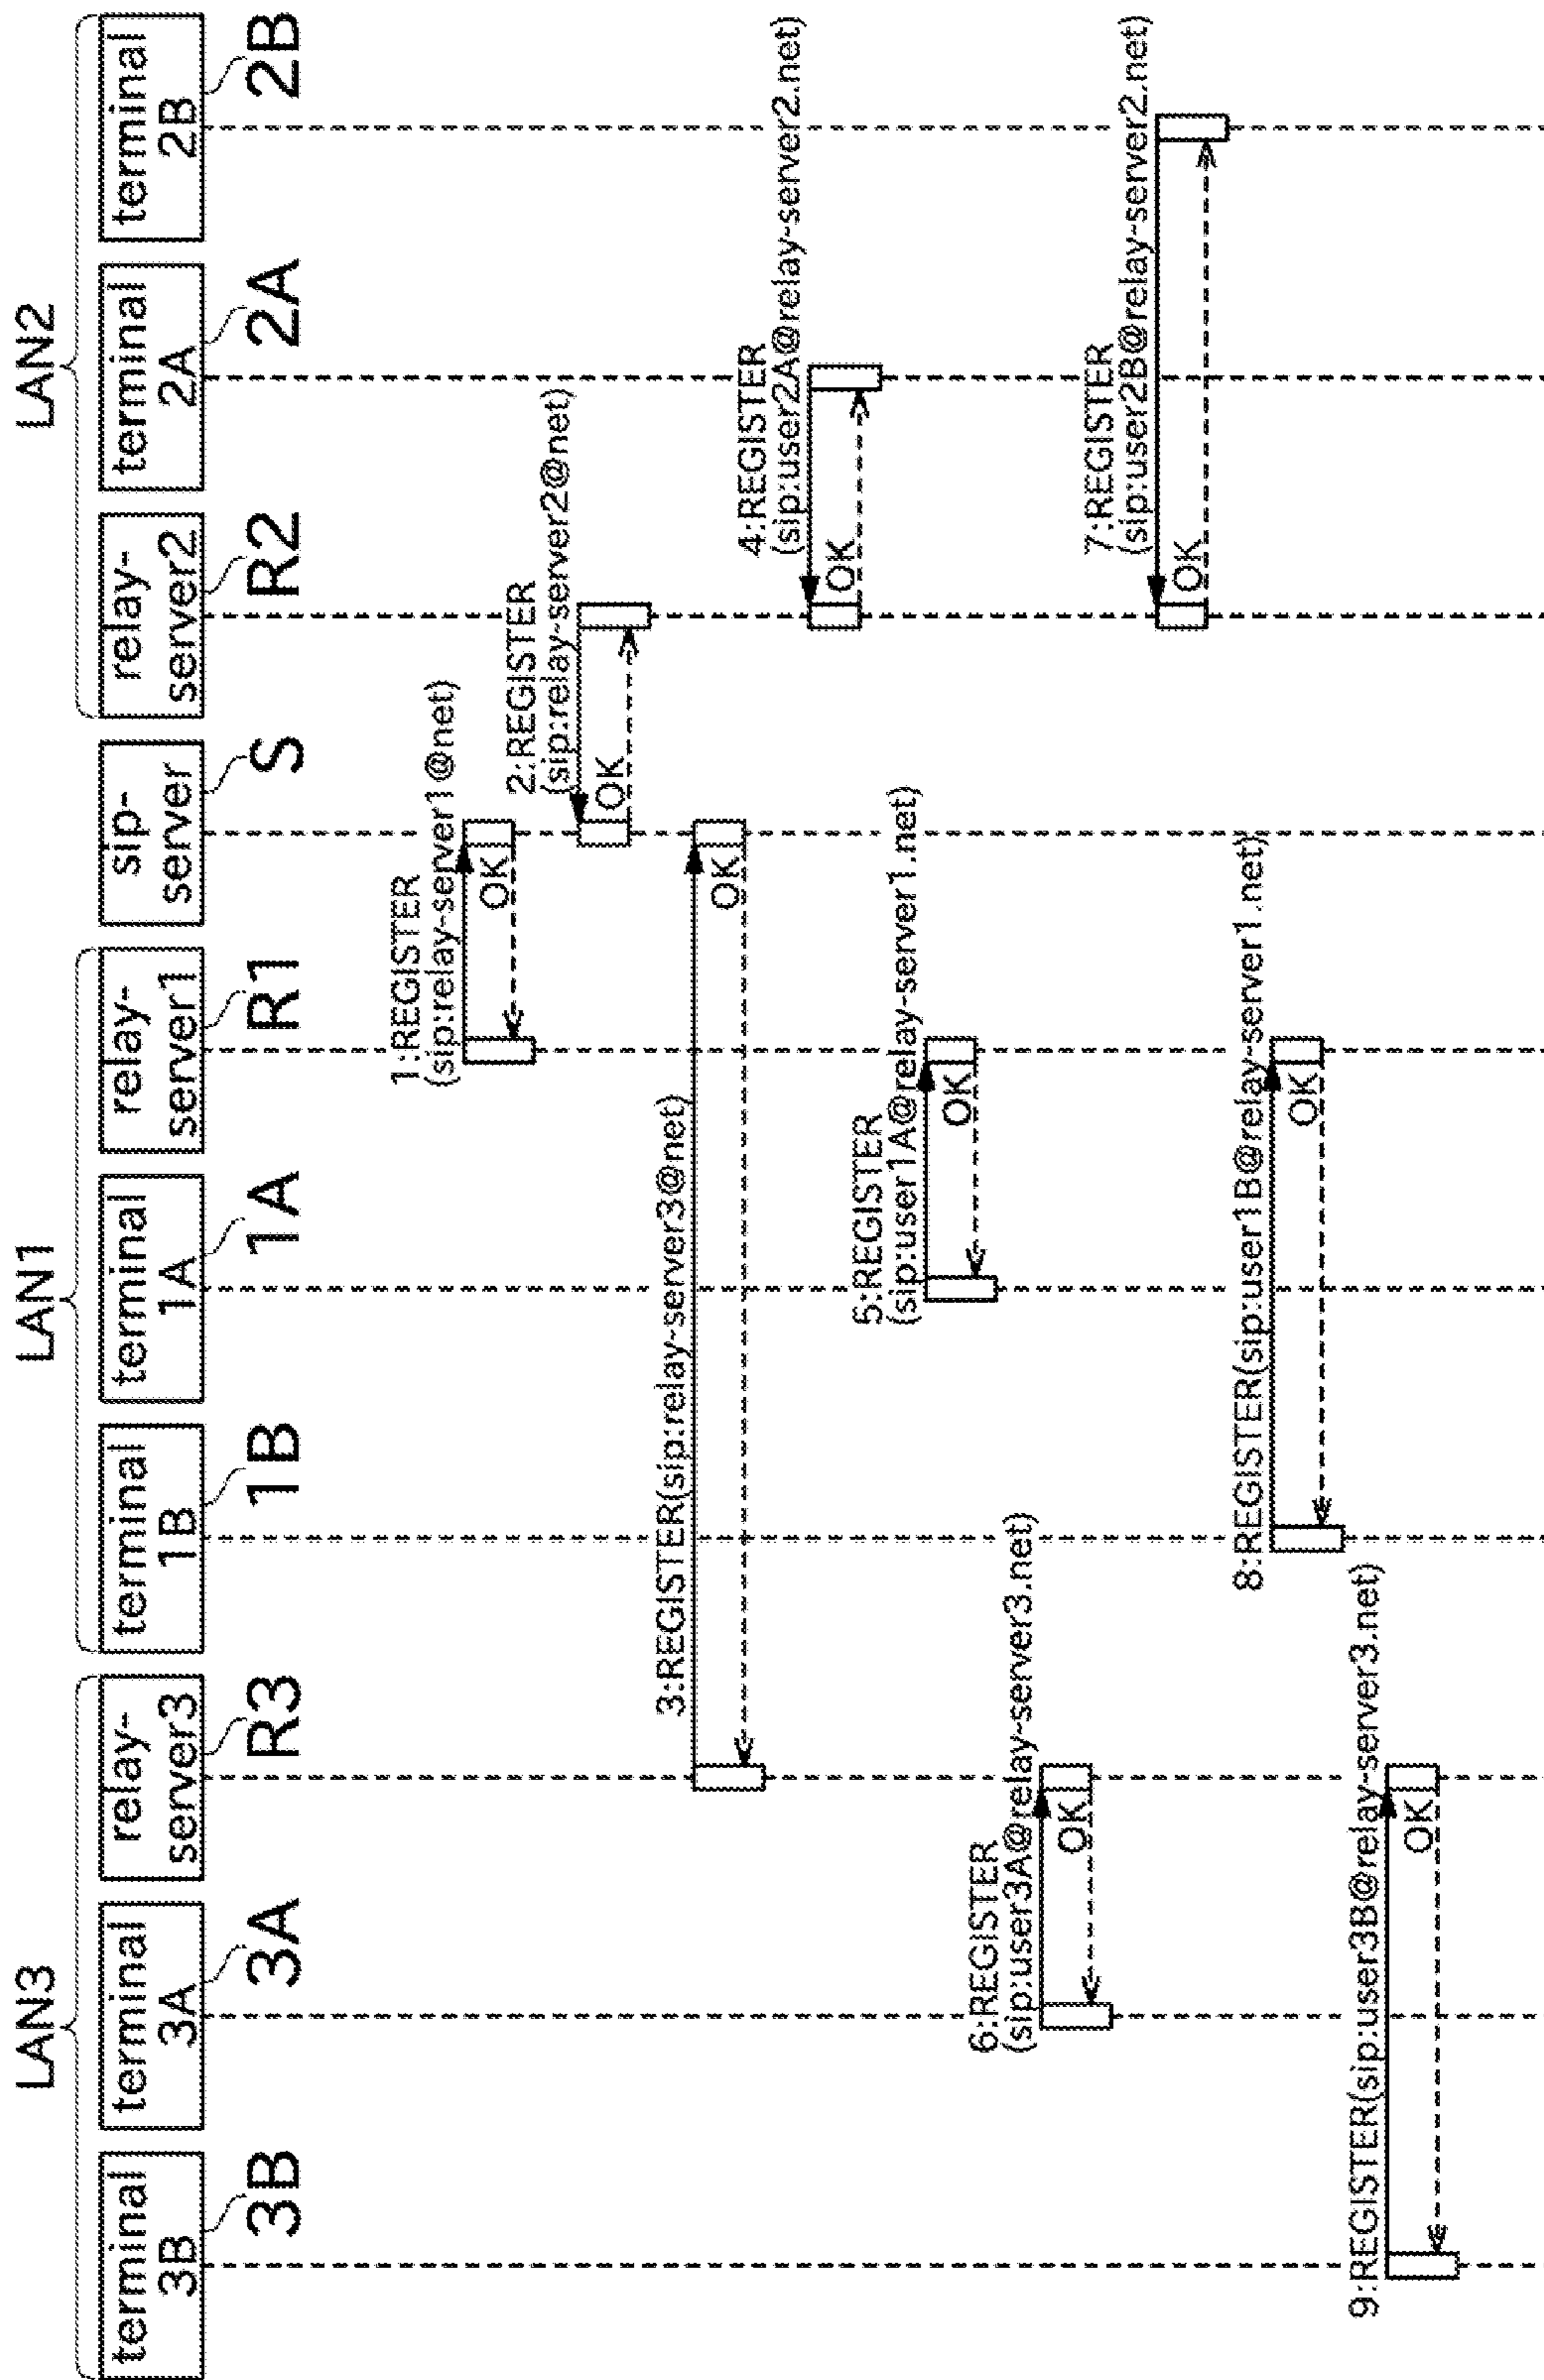 LAN3
LAN1
LAN2
terminal
3B
terminal
3A
relay-
server3
terminal
1B
terminal
1A
relay-
server1
sip-
server
relay-
server2
terminal
2A
terminal
2B
3B
3A
R3
1B
1A
R1
S
R2
2A
2B
1:REGISTER
(sip:relay-server1@net)
OK
2:REGISTER
(sip:relay-server2@net)
OK
3:REGISTER(sip:relay-server3@net)
OK
4:REGISTER
(sip:user2A@relay-server2.net)
OK
5:REGISTER
(sip:user1A@relay-server1.net)
OK
6:REGISTER
(sip:user3A@relay-server3.net)
OK
7:REGISTER
(sip:user2B@relay-server2.net)
OK
8:REGISTER(sip:user1B@relay-server1.net)
OK
9:REGISTER(sip:user3B@relay-server3.net)
OK